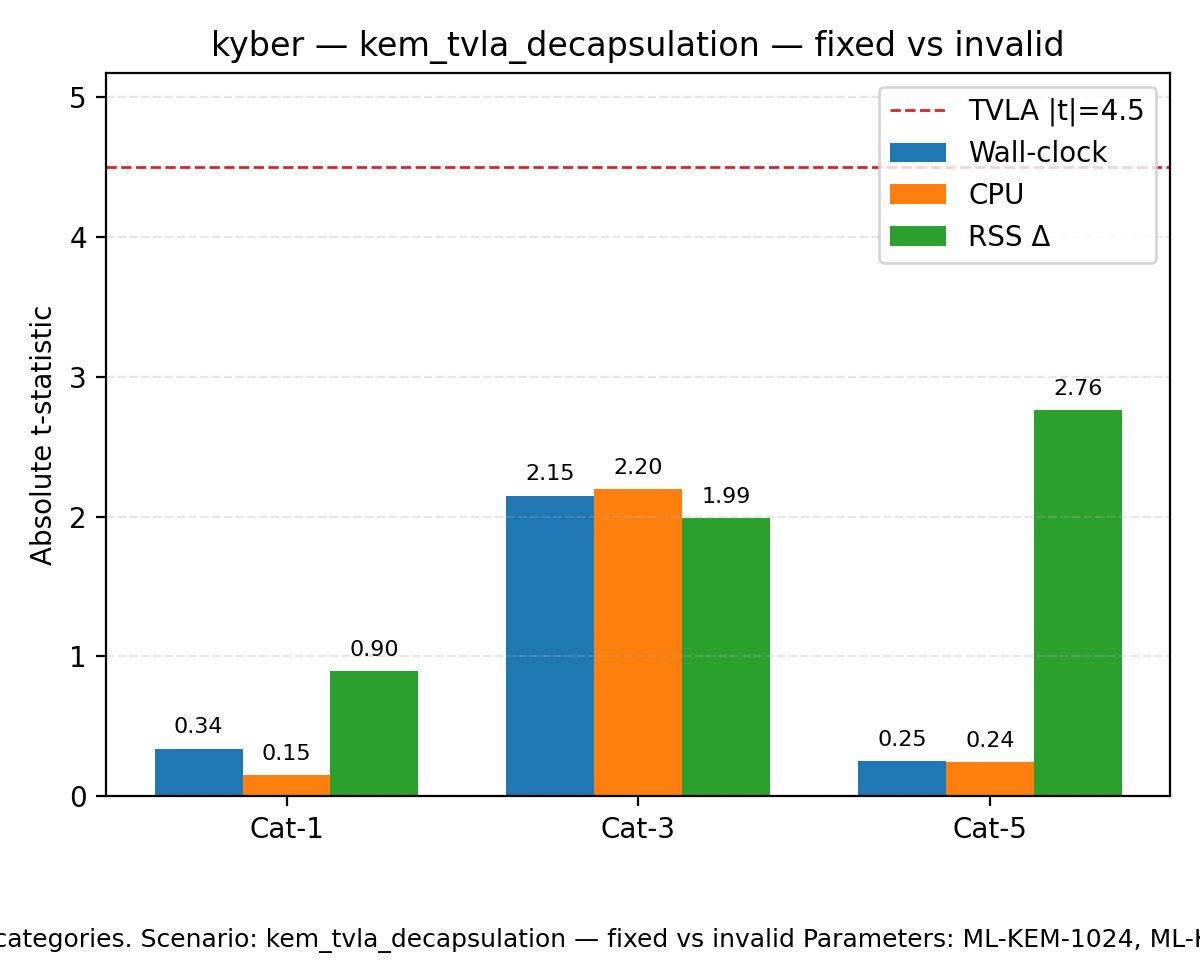 kyber — kem_tvla_decapsulation — fixed vs invalid
TVLA |t|=4.5
Wall-clock
CPU
RSS Δ
Absolute t-statistic
5
4
3
2
1
0
0.34
0.15
0.90
2.15
2.20
1.99
0.25
0.24
2.76
Cat-1
Cat-3
Cat-5
categories. Scenario: kem_tvla_decapsulation — fixed vs invalid Parameters: ML-KEM-1024,